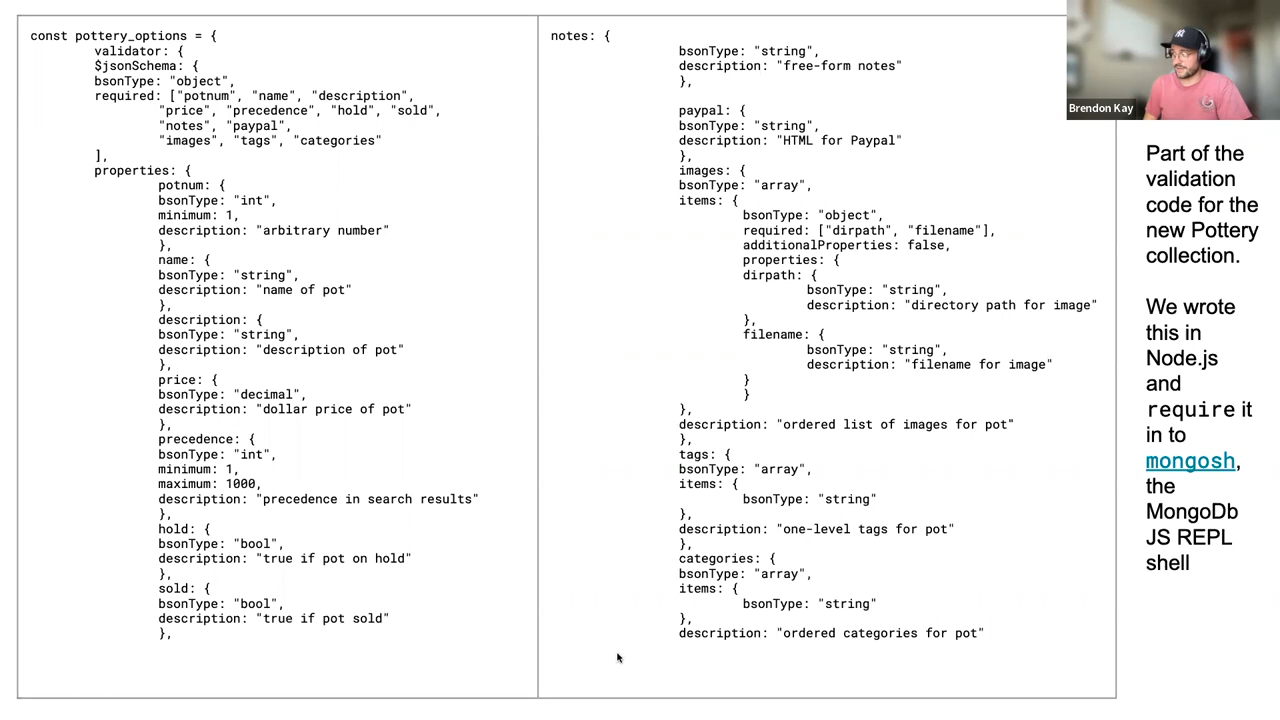 const pottery_options = {
validator: {
$jsonSchema: {
bsonType: "object",
required: ["potnum", "name", "description",
"price", "precedence", "hold", "sold",
"notes", "paypal",
"images", "tags", "categories"
],
properties: {
potnum: {
bsonType: "int",
minimum: 1,
description: "arbitrary number"
},
name: {
bsonType: "string",
description: "name of pot"
},
description: {
bsonType: "string",
description: "description of pot"
},
price: {
bsonType: "decimal",
description: "dollar price of pot"
},
precedence: {
bsonType: "int",
minimum: 1,
maximum: 1000,
description: "precedence in search results"
},
hold: {
bsonType: "bool",
description: "true if pot on hold"
},
sold: {
bsonType: "bool",
description: "true if pot sold"
},
notes: {
bsonType: "string",
description: "free-form notes"
},
paypal: {
bsonType: "string",
description: "HTML for Paypal"
},
images: {
bsonType: "array",
items: {
bsonType: "object",
required: ["dirpath", "filename"],
additionalProperties: false,
properties: {
dirpath: {
bsonType: "string",
description: "directory path for image"
},
filename: {
bsonType: "string",
description: "filename for image"
}
}
},
description: "ordered list of images for pot"
},
tags: {
bsonType: "array",
items: {
bsonType: "string"
},
description: "one-level tags for pot"
},
categories: {
bsonType: "array",
items: {
bsonType: "string"
},
description: "ordered categories for pot"
Brendon Kay
Part of the
validation
code for the
new Pottery
collection.
We wrote
this in
Node.js
and
require it
in to
mongosh,
the
MongoDb
JS REPL
shell